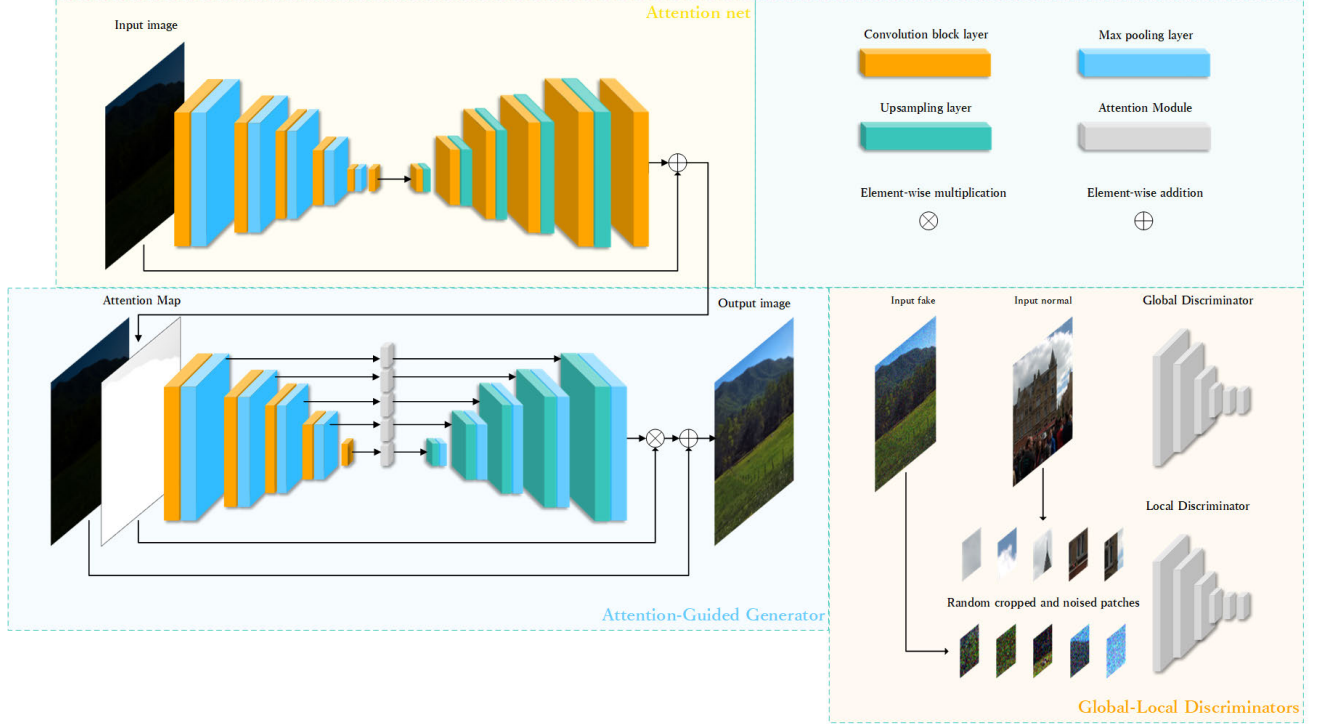 Attention net
Input image
Convolution block layer
Max pooling layer
Upsampling layer
Attention Module
Element-wise multiplication
Element-wise addition
Attention Map
Output image
Attention-Guided Generator
Input fake
Input normal
Global Discriminator
Local Discriminator
Random cropped and noised patches
Global-Local Discriminators